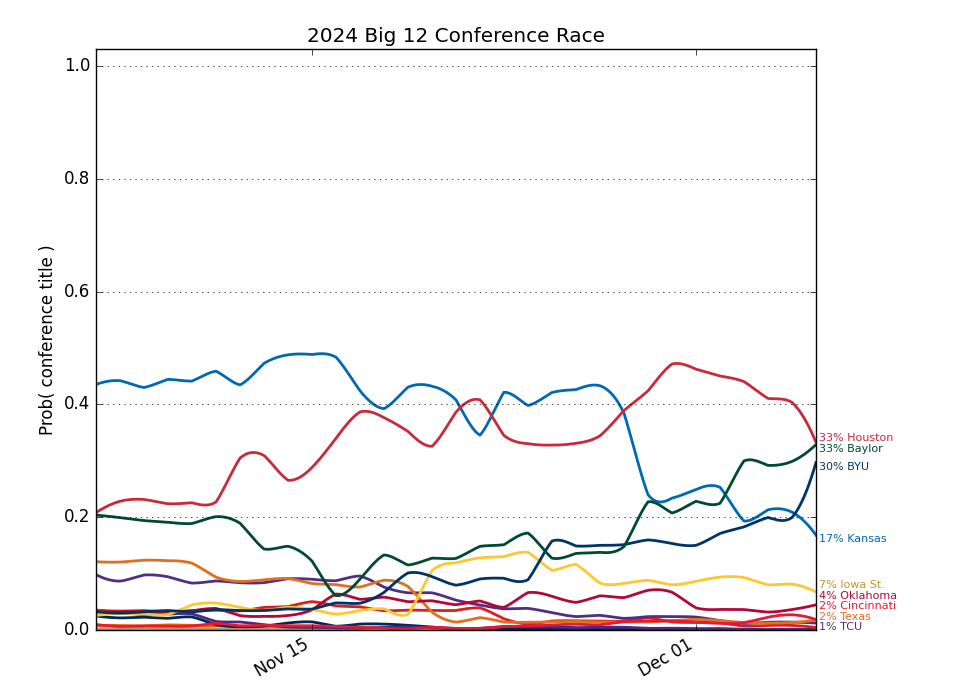 2024 Big 12 Conference Race
Prob( conference title )
1.0
0.8
0.6
0.4
0.2
0.0
Nov 15
Dec 01
33% Houston
33% Baylor
30% BYU
17% Kansas
7% Iowa St.
4% Oklahoma
2% Cincinnati
2% Texas
1% TCU